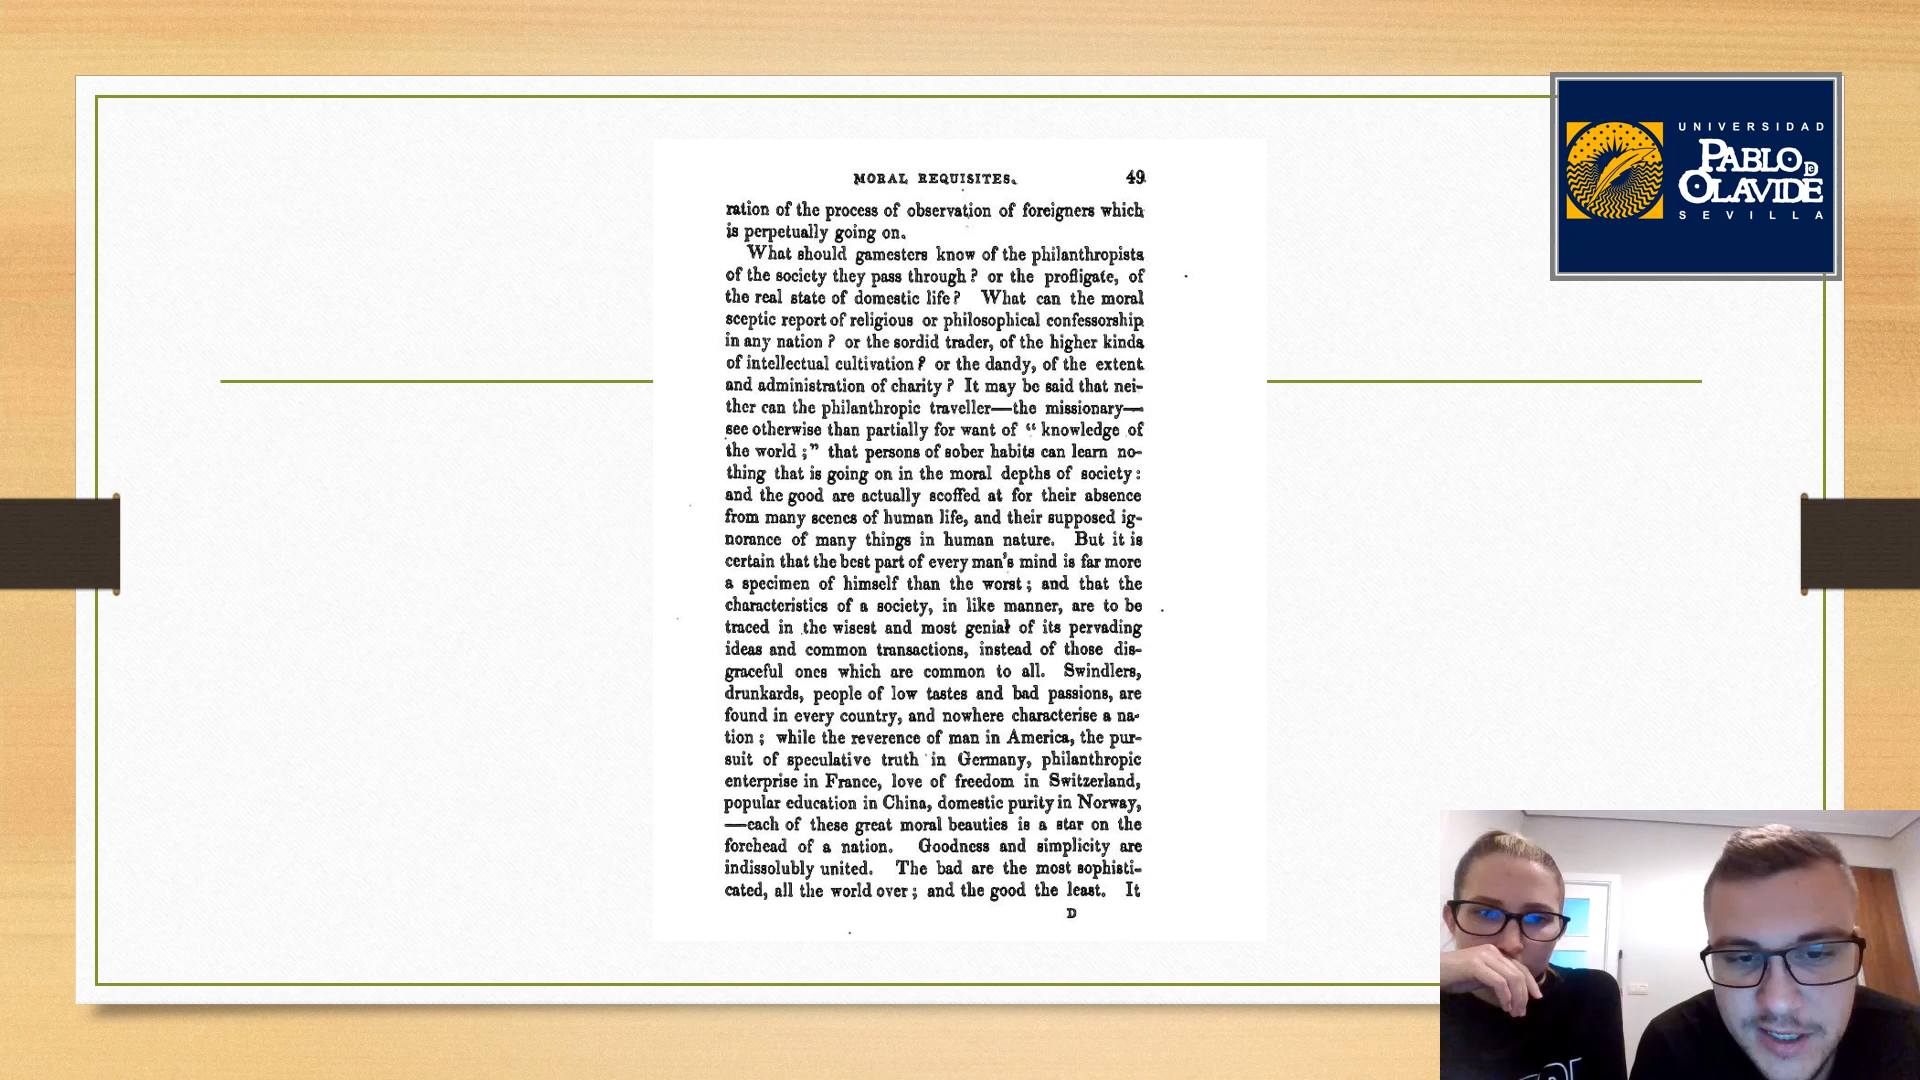 MORAL REQUISITES. 49
ration of the process of observation of foreigners which
is perpetually going on.
What should gamesters know of the philanthropists
of the society they pass through? or the profligate, of
the real state of domestic life? What can the moral
sceptic report of religious or philosophical confessorship
in any nation? or the sordid trader, of the higher kinds
of intellectual cultivation? or the dandy, of the extent
and administration of charity? It may be said that nei-
ther can the philanthropic traveller—the missionary—
see otherwise than partially for want of “knowledge of
the world;” that persons of sober habits can learn no-
thing that is going on in the moral depths of society:
and the good are actually scoffed at for their absence
from many scenes of human life, and their supposed ig-
norance of many things in human nature. But it is
certain that the best part of every man's mind is far more
a specimen of himself than the worst; and that the
characteristics of a society, in like manner, are to be
traced in the wisest and most genial of its pervading
ideas and common transactions, instead of those dis-
graceful ones which are common to all. Swindlers,
drunkards, people of low tastes and bad passions, are
found in every country, and nowhere characterise a na-
tion; while the reverence of man in America, the pur-
suit of speculative truth in Germany, philanthropic
enterprise in France, love of freedom in Switzerland,
popular education in China, domestic purity in Norway,
—each of these great moral beauties is a star on the
forehead of a nation. Goodness and simplicity are
indissolubly united. The bad are the most sophisti-
cated, all the world over; and the good the least. It
D
UNIVERSIDAD
PABLO DE
OLAVIDE
SEVILLA